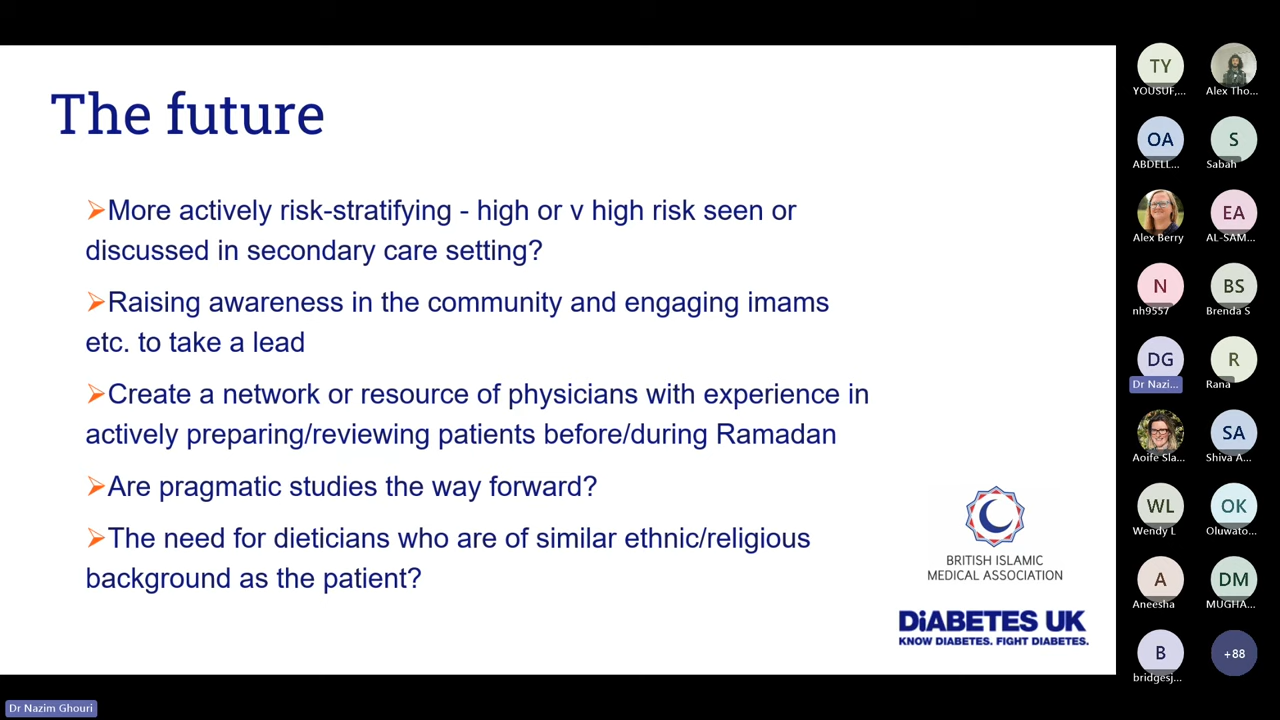 The future
➢More actively risk-stratifying - high or v high risk seen or
discussed in secondary care setting?
➢Raising awareness in the community and engaging imams
etc. to take a lead
➢Create a network or resource of physicians with experience in
actively preparing/reviewing patients before/during Ramadan
➢Are pragmatic studies the way forward?
➢The need for dieticians who are of similar ethnic/religious
background as the patient?
BRITISH ISLAMIC
MEDICAL ASSOCIATION
DiABETES UK
KNOW DIABETES. FIGHT DIABETES.
TY
YOUSUF,...
Alex Tho...
OA
ABDELL...
S
Sabah
Alex Berry
EA
AL-SAM...
N
nh9557
BS
Brenda S
DG
Dr Nazi...
R
Rana
Aoife Sla...
SA
Shiva A...
WL
Wendy L
OK
Oluwato...
A
Aneesha
DM
MUGHA...
B
bridgesj...
+88
Dr Nazim Ghouri